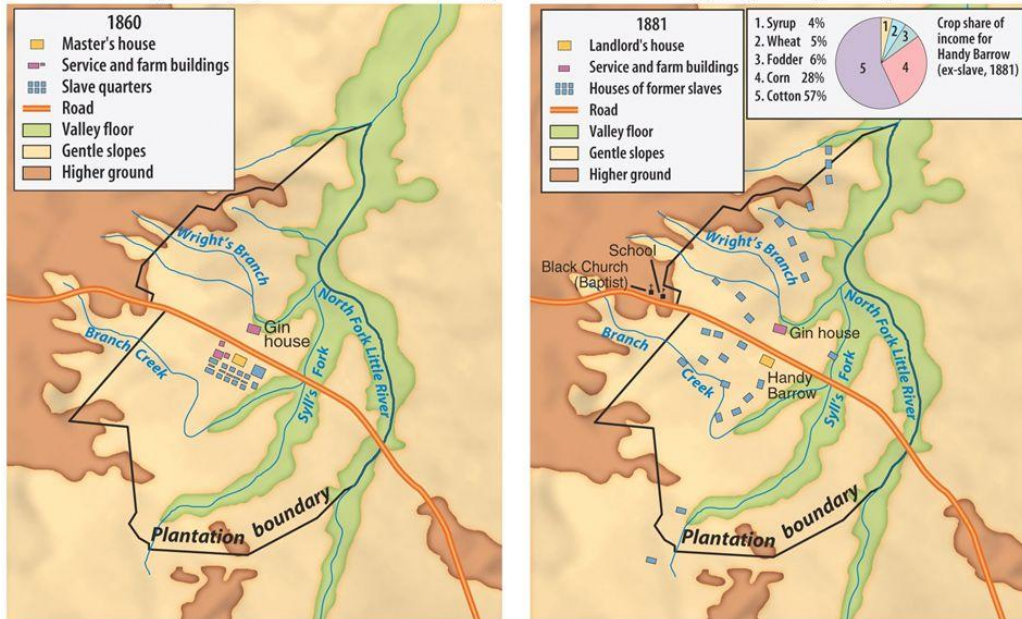 1860
Master's house
Service and farm buildings
Slave quarters
Road
Valley floor
Gentle slopes
Higher ground
Wright's Branch
North Fork Little River
Gin
house
Branch Creek
Syll's Fork
Plantation boundary
1881
Landlord's house
Service and farm buildings
Houses of former slaves
Road
Valley floor
Gentle slopes
Higher ground
1. Syrup 4%
2. Wheat 5%
3. Fodder 6%
4. Corn 28%
5. Cotton 57%
1
2
3
4
5
Crop share of
income for
Handy Barrow
(ex-slave, 1881)
Wright's Branch
School
Black Church
(Baptist)
North Fork Little River
Gin house
Branch Creek
Handy
Barrow
Syll's Fork
Plantation boundary